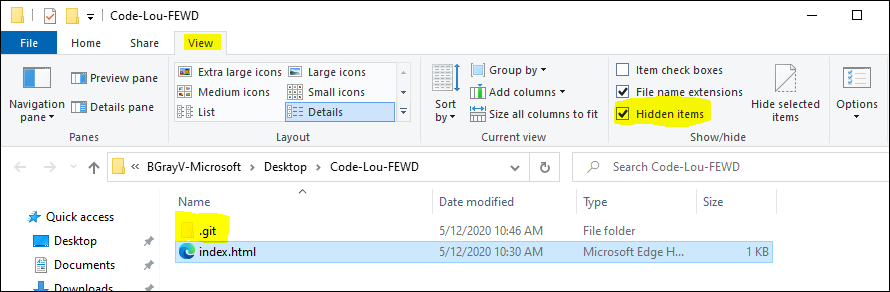 Code-Lou-FEWD
File Home Share View
Navigation pane
Preview pane
Details pane
Panes
Extra large icons Large icons
Medium icons Small icons
List Details
Layout
Sort by
Group by
Add columns
Size all columns to fit
Current view
Item check boxes
File name extensions
Hidden items
Hide selected items
Show/hide
Options
BGrayV-Microsoft Desktop Code-Lou-FEWD
Search Code-Lou-FEWD
Name Date modified Type Size
Quick access
Desktop
Documents
Downloads
.git 5/12/2020 10:46 AM File folder
index.html 5/12/2020 10:30 AM Microsoft Edge H... 1 KB